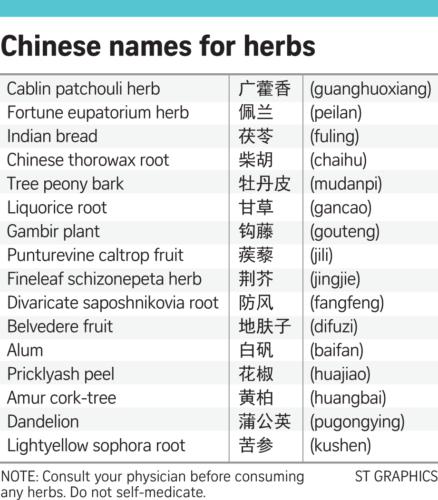 Chinese names for herbs
Cablin patchouli herb 广藿香 (guanghuoxiang)
Fortune eupatorium herb 佩兰 (peilan)
Indian bread 茯苓 (fuling)
Chinese thorowax root 柴胡 (chaihu)
Tree peony bark 牡丹皮 (mudanpi)
Liquorice root 甘草 (gancao)
Gambir plant 钩藤 (gouteng)
Punturevine caltrop fruit 蒺藜 (jili)
Fineleaf schizonepeta herb 荆芥 (jingjie)
Divaricate saposhnikovia root 防风 (fangfeng)
Belvedere fruit 地肤子 (difuzi)
Alum 白矾 (baifan)
Pricklyash peel 花椒 (huajiao)
Amur cork-tree 黄柏 (huangbai)
Dandelion 蒲公英 (pugongying)
Lightyellow sophora root 苦参 (kushen)
NOTE: Consult your physician before consuming ST GRAPHICS
any herbs. Do not self-medicate.